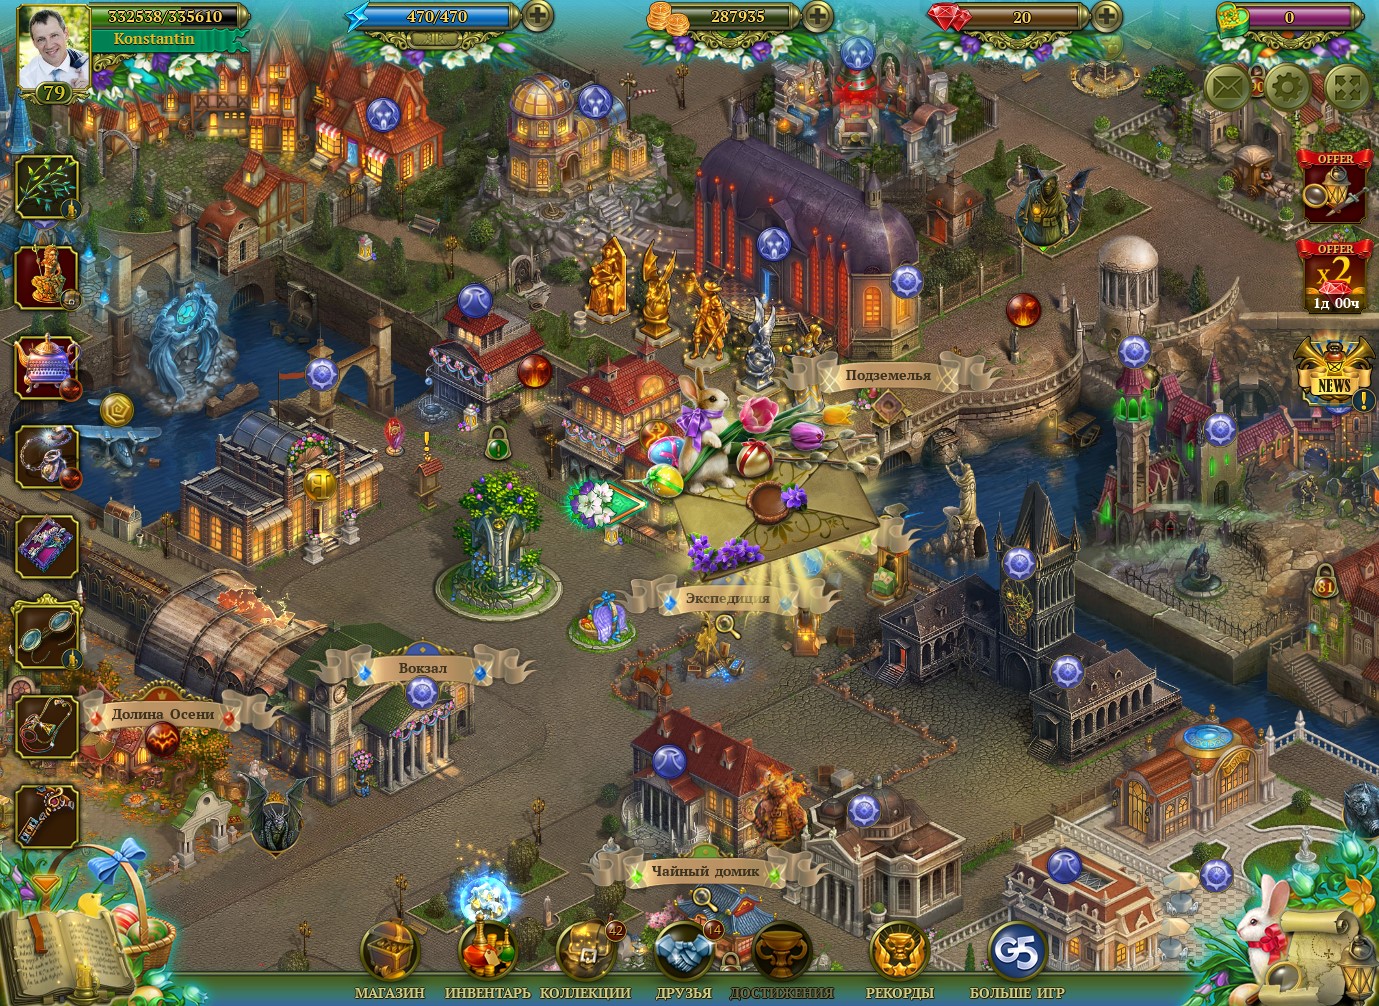 332538/335610
470/470
287935
20
0
Konstantin
79
OFFER
OFFER
x2
1д 00ч
NEWS
!
Подземелья
Экспедиция
81
Вокзал
Долина Осени
Чайный домик
42
14
G5
МАГАЗИН
ИНВЕНТАРЬ
КОЛЛЕКЦИИ
ДРУЗЬЯ
ДОСТИЖЕНИЯ
РЕКОРДЫ
БОЛЬШЕ ИГР